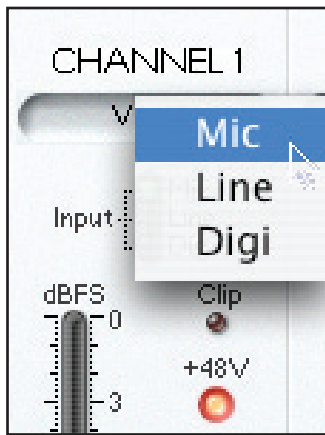 CHANNEL 1
Mic
Line
Digi
Input
dBFS
Clip
0
+48V
3